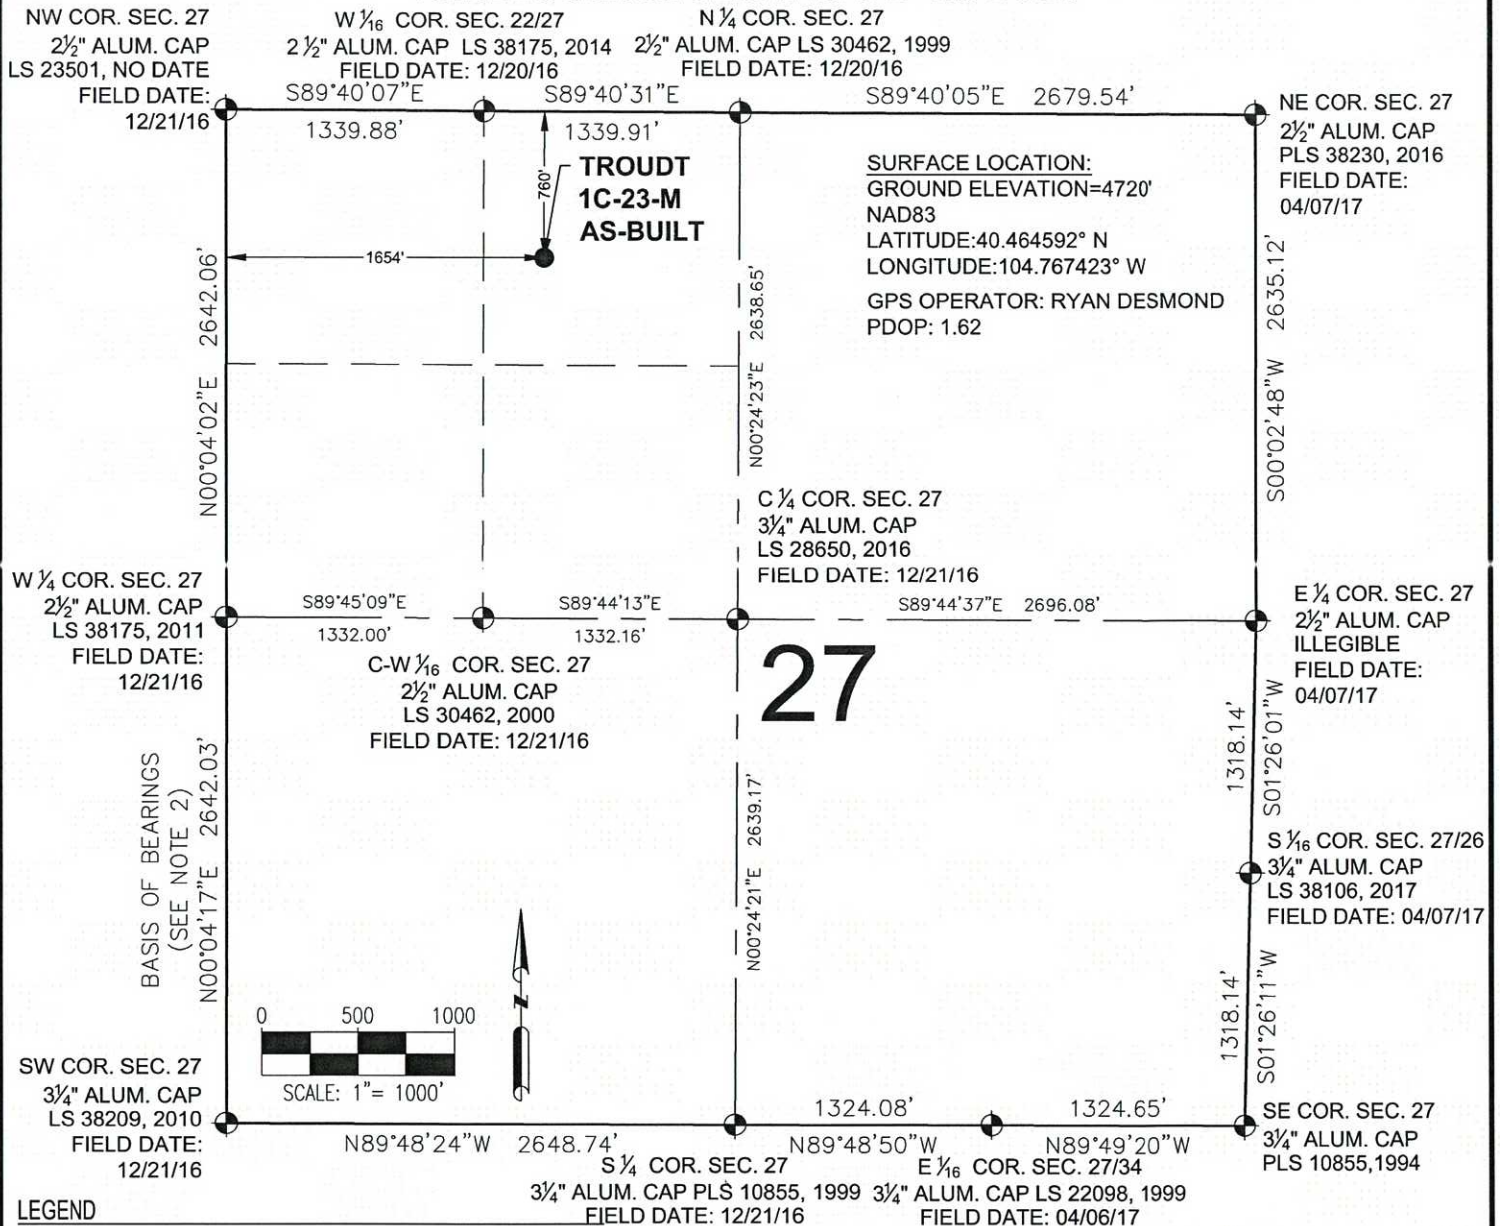 NW COR. SEC. 27
2½" ALUM. CAP
LS 23501, NO DATE
FIELD DATE:
12/21/16
W 1/16 COR. SEC. 22/27
2 ½" ALUM. CAP LS 38175, 2014
FIELD DATE: 12/20/16
N ¼ COR. SEC. 27
2½" ALUM. CAP LS 30462, 1999
FIELD DATE: 12/20/16
S89°40'07"E
1339.88'
S89°40'31"E
1339.91'
S89°40'05"E 2679.54'
NE COR. SEC. 27
2½" ALUM. CAP
PLS 38230, 2016
FIELD DATE:
04/07/17
760'
TROUDT
1C-23-M
AS-BUILT
1654'
SURFACE LOCATION:
GROUND ELEVATION=4720'
NAD83
LATITUDE:40.464592° N
LONGITUDE:104.767423° W
GPS OPERATOR: RYAN DESMOND
PDOP: 1.62
N00°04'02"E 2642.06'
N00°24'23"E 2638.65'
S00°02'48"W 2635.12'
C ¼ COR. SEC. 27
3¼" ALUM. CAP
LS 28650, 2016
FIELD DATE: 12/21/16
W ¼ COR. SEC. 27
2½" ALUM. CAP
LS 38175, 2011
FIELD DATE:
12/21/16
S89°45'09"E
1332.00'
S89°44'13"E
1332.16'
S89°44'37"E 2696.08'
E ¼ COR. SEC. 27
2½" ALUM. CAP
ILLEGIBLE
FIELD DATE:
04/07/17
C-W 1/16 COR. SEC. 27
2½" ALUM. CAP
LS 30462, 2000
FIELD DATE: 12/21/16
27
BASIS OF BEARINGS
(SEE NOTE 2)
N00°04'17"E 2642.03'
N00°24'21"E 2639.17'
1318.14'
S01°26'01"W
S 1/16 COR. SEC. 27/26
3¼" ALUM. CAP
LS 38106, 2017
FIELD DATE: 04/07/17
1318.14'
S01°26'11"W
0 500 1000
SCALE: 1"= 1000'
N
SW COR. SEC. 27
3¼" ALUM. CAP
LS 38209, 2010
FIELD DATE:
12/21/16
N89°48'24"W 2648.74'
1324.08'
N89°48'50"W
1324.65'
N89°49'20"W
SE COR. SEC. 27
3¼" ALUM. CAP
PLS 10855,1994
S ¼ COR. SEC. 27
3¼" ALUM. CAP PLS 10855, 1999
FIELD DATE: 12/21/16
E 1/16 COR. SEC. 27/34
3¼" ALUM. CAP LS 22098, 1999
FIELD DATE: 04/06/17
LEGEND